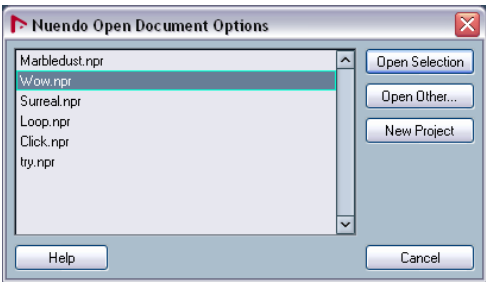 Nuendo Open Document Options
Marbledust.npr
Wow.npr
Surreal.npr
Loop.npr
Click.npr
try.npr
Open Selection
Open Other...
New Project
Help
Cancel